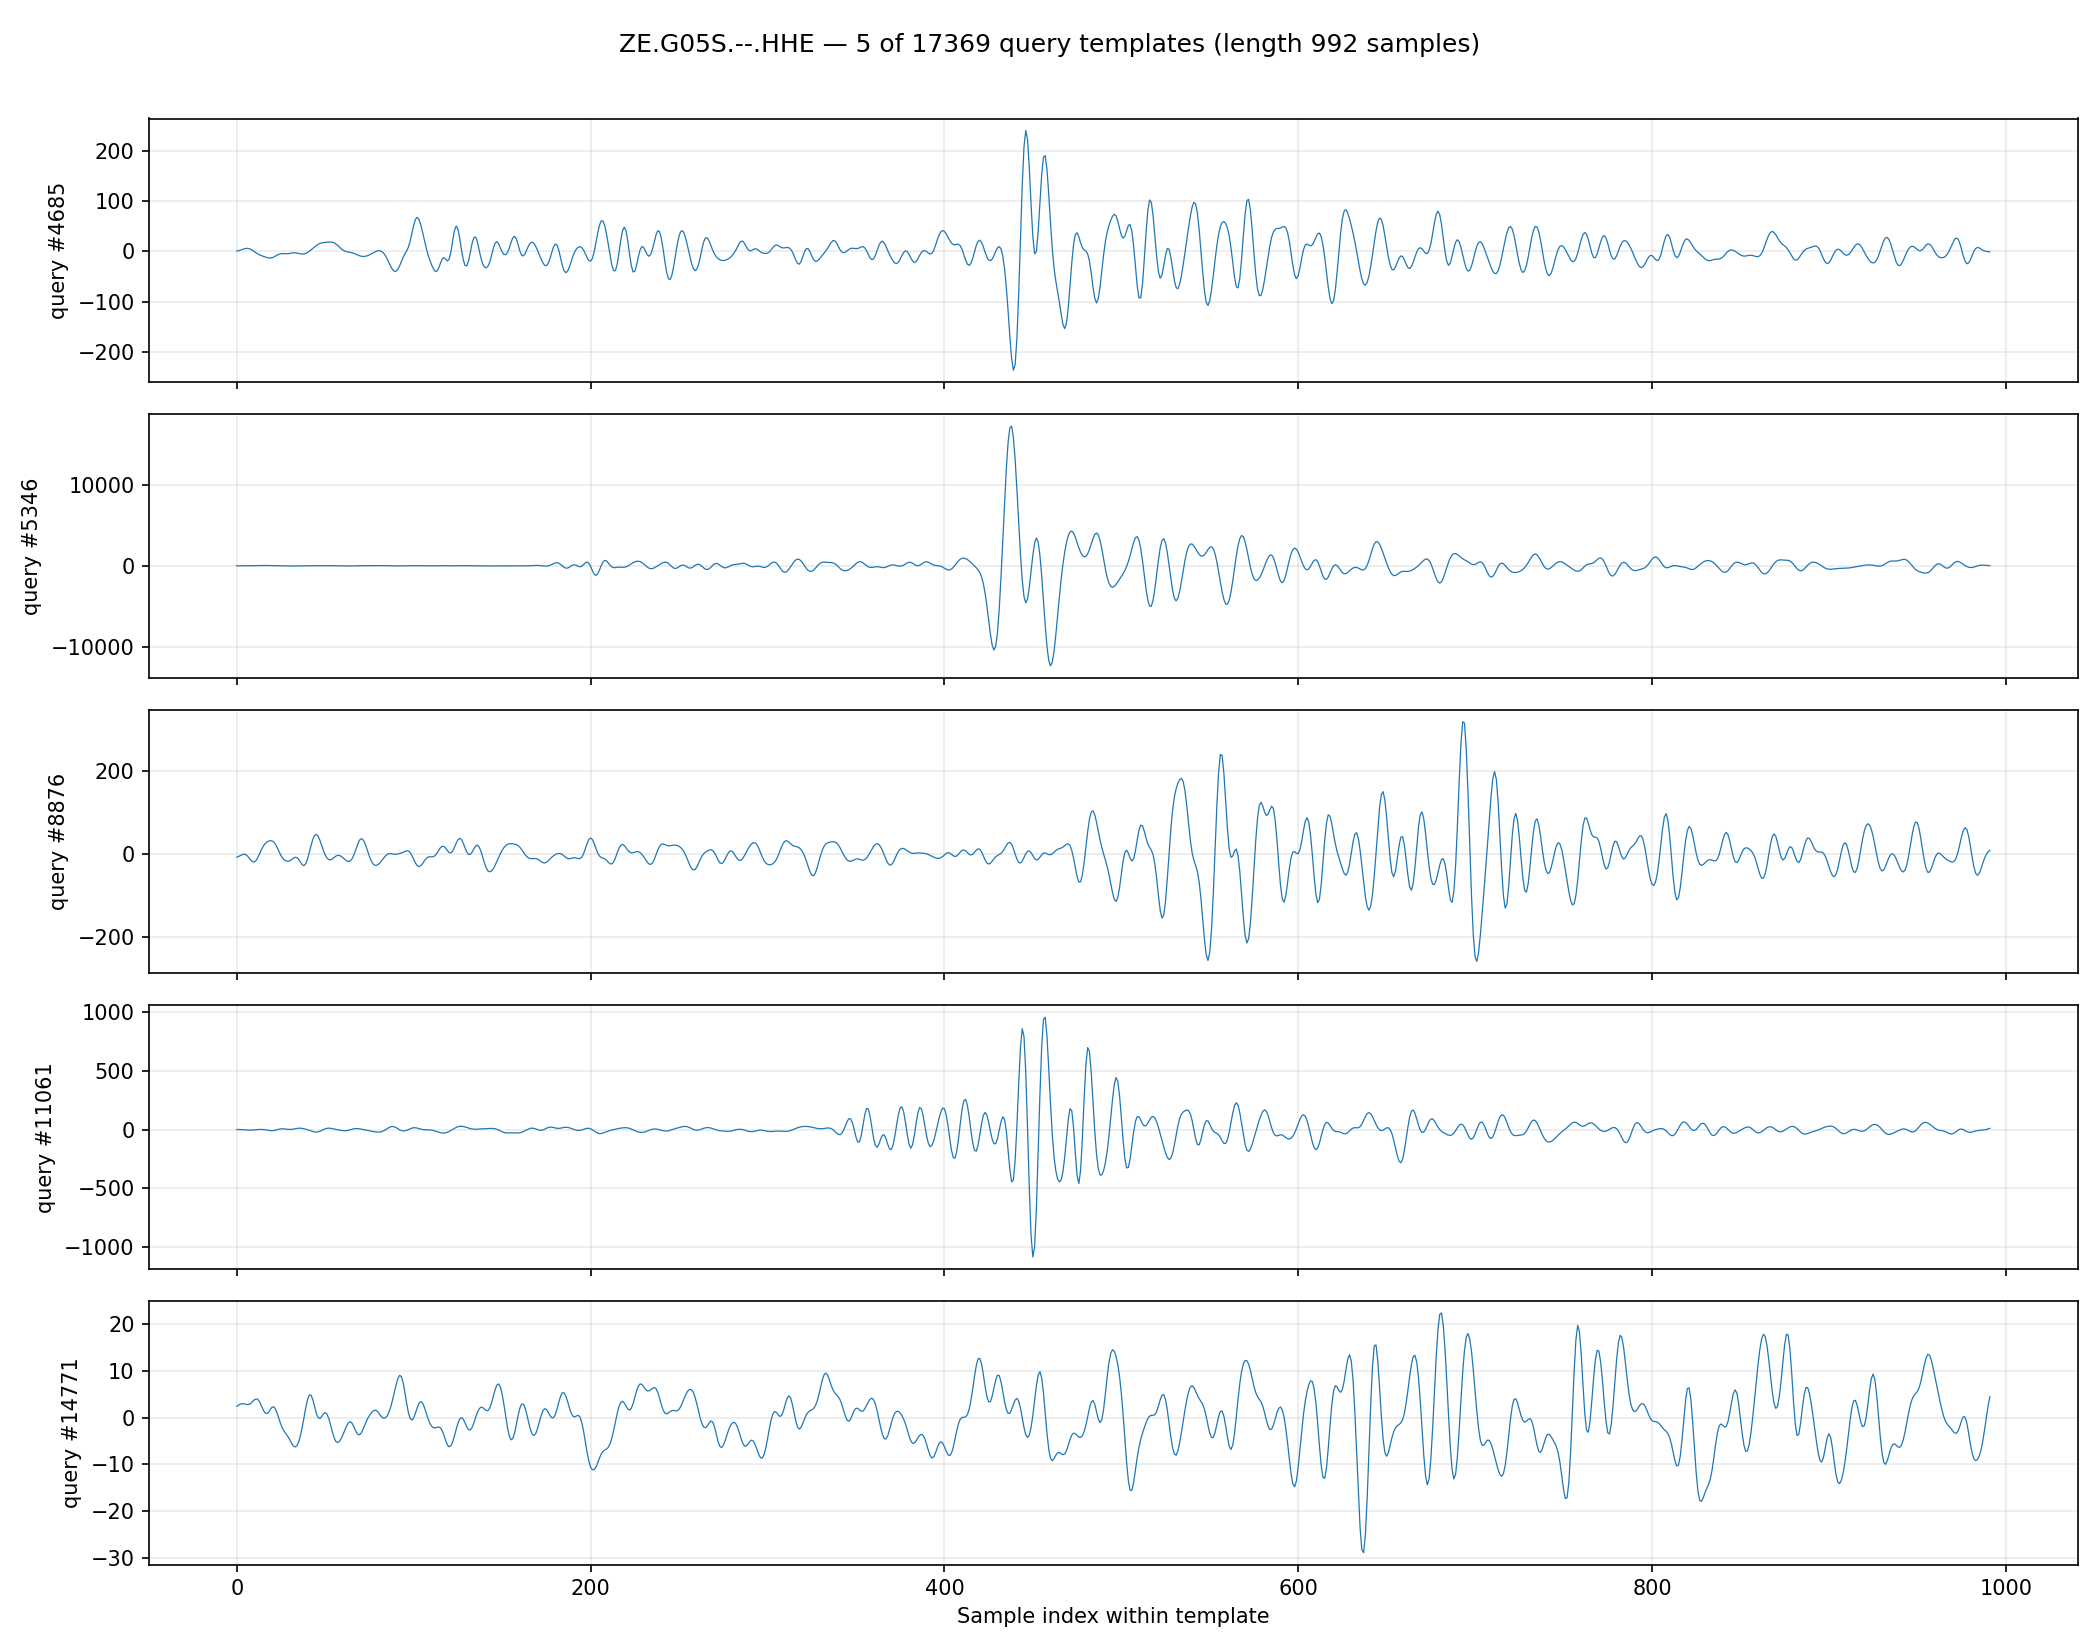 ZE.G05S.--.HHE — 5 of 17369 query templates (length 992 samples)
query #4685
200
100
0
−100
−200
query #5346
10000
0
−10000
query #8876
200
0
−200
query #11061
1000
500
0
−500
−1000
query #14771
20
10
0
−10
−20
−30
0 200 400 600 800 1000
Sample index within template